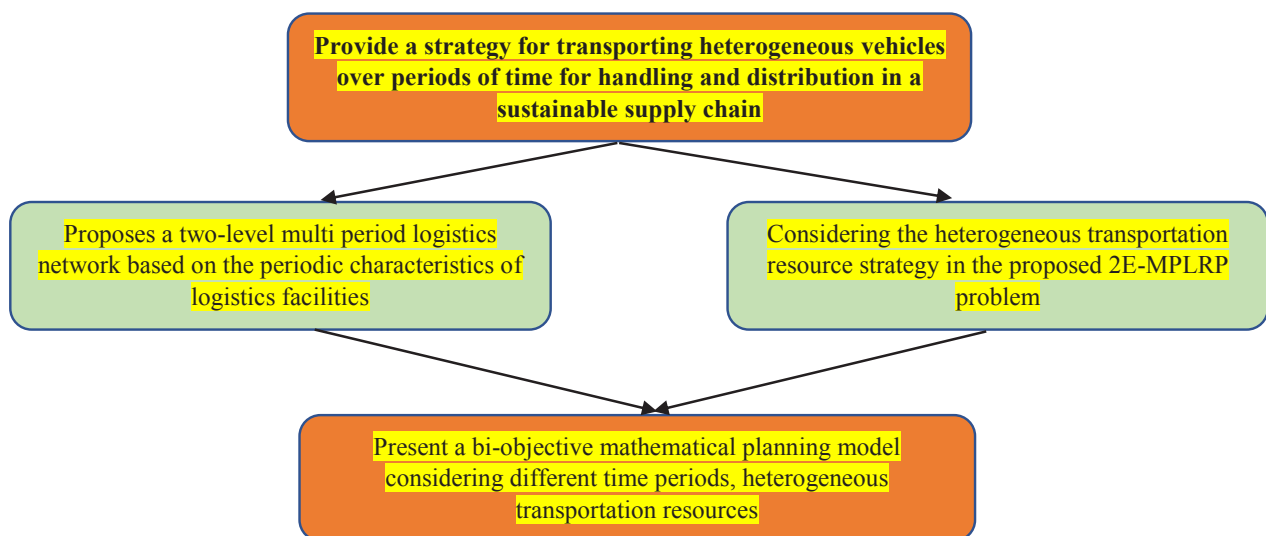 Provide a strategy for transporting heterogeneous vehicles
over periods of time for handling and distribution in a
sustainable supply chain
Proposes a two-level multi period logistics
network based on the periodic characteristics of
logistics facilities
Considering the heterogeneous transportation
resource strategy in the proposed 2E-MPLRP
problem
Present a bi-objective mathematical planning model
considering different time periods, heterogeneous
transportation resources